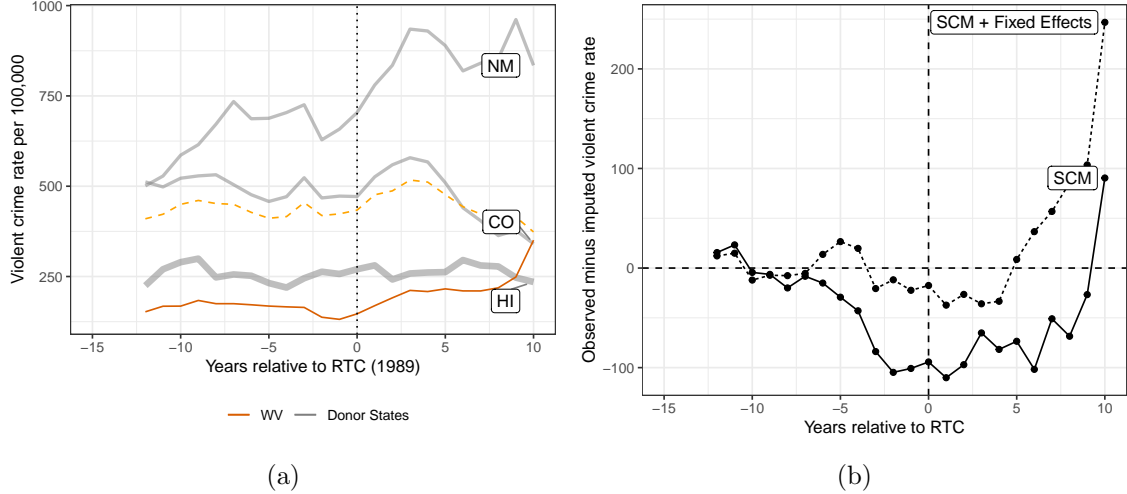 1000
750
500
250
Violent crime rate per 100,000
NM
CO
HI
−15
−10
−5
0
5
10
Years relative to RTC (1989)
WV
Donor States
(a)
200
100
0
−100
Observed minus imputed violent crime rate
SCM + Fixed Effects
SCM
−15
−10
−5
0
5
10
Years relative to RTC
(b)